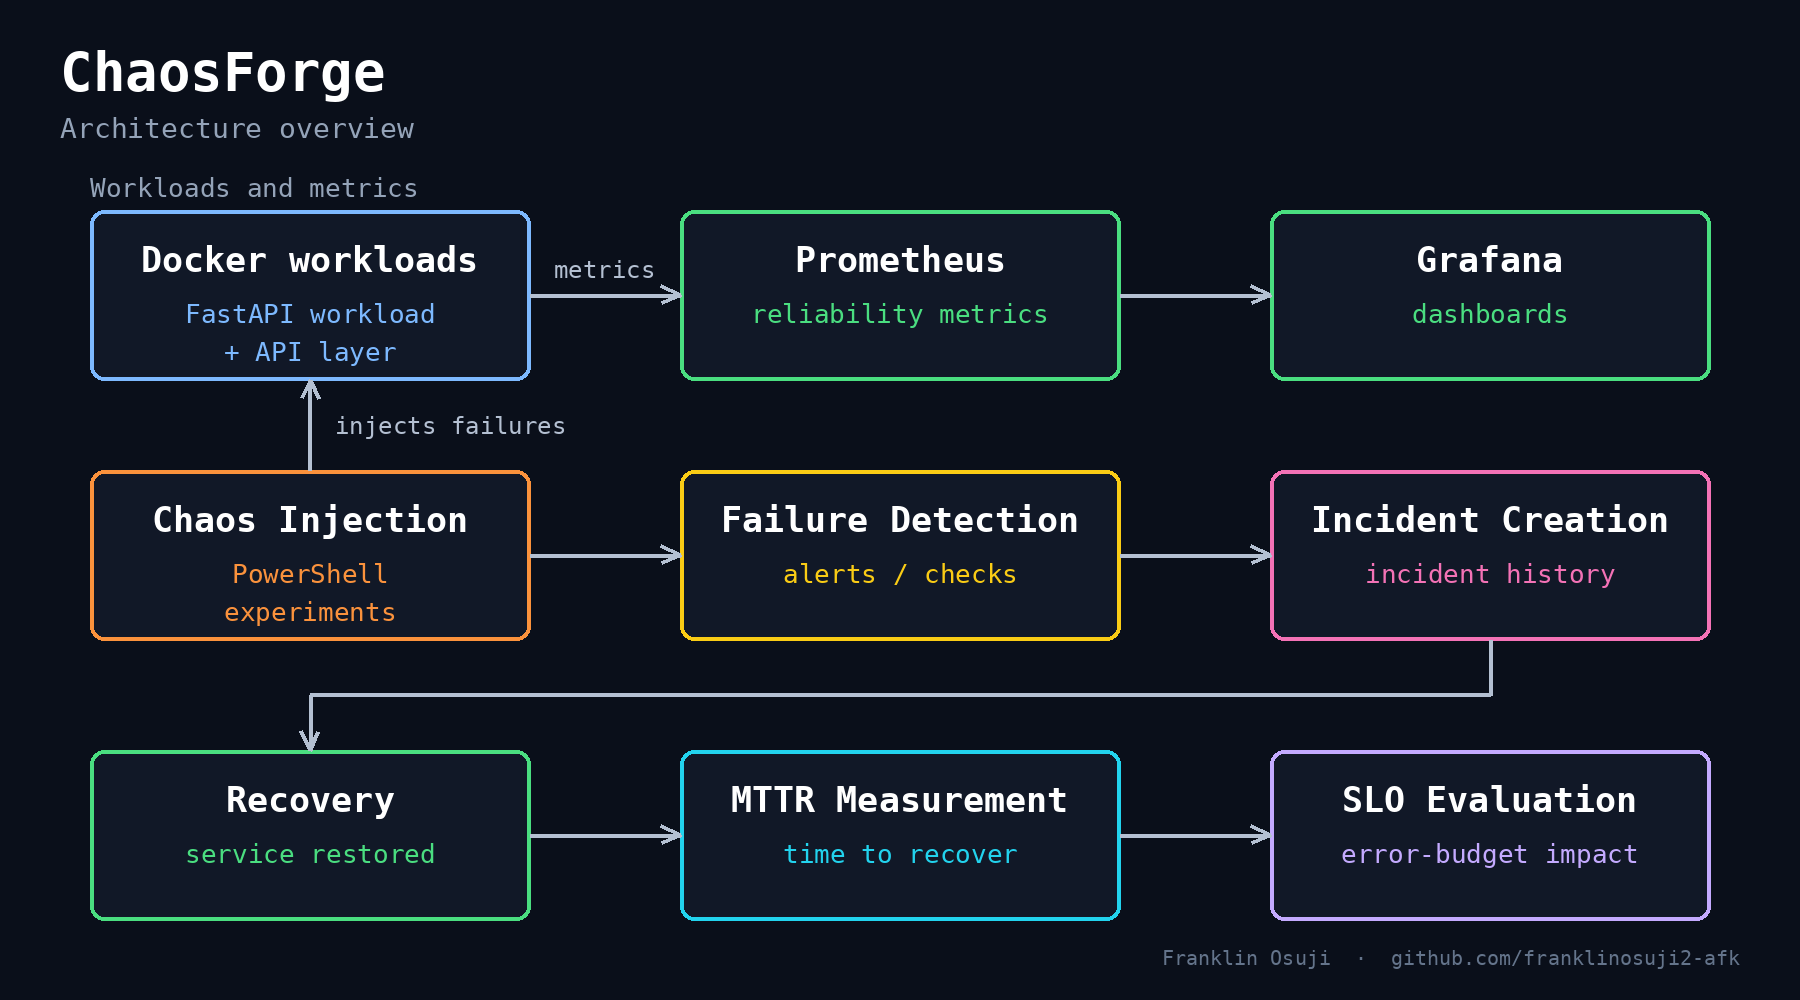 ChaosForge
Architecture overview
Workloads and metrics
Docker workloads
FastAPI workload
+ API layer
metrics
Prometheus
reliability metrics
Grafana
dashboards
injects failures
Chaos Injection
PowerShell
experiments
Failure Detection
alerts / checks
Incident Creation
incident history
Recovery
service restored
MTTR Measurement
time to recover
SLO Evaluation
error-budget impact
Franklin Osuji · github.com/franklinosuji2-afk